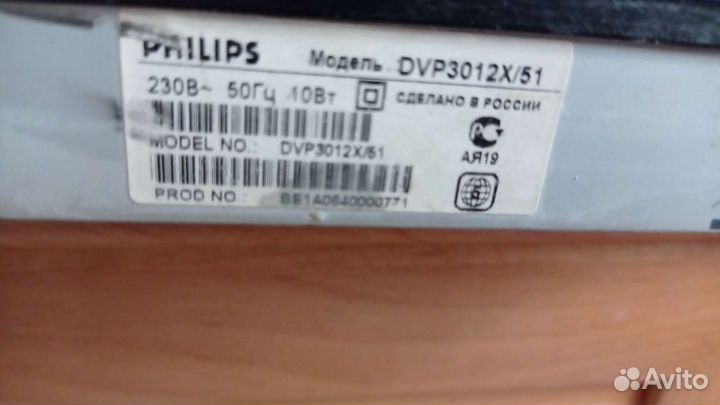 PHILIPS Модель DVP3012X/51
230В~ 50Гц 10Вт СДЕЛАНО В РОССИИ
АЯ19
MODEL NO.: DVP3012X/51
PROD NO.: BE1A0640000771
Avito